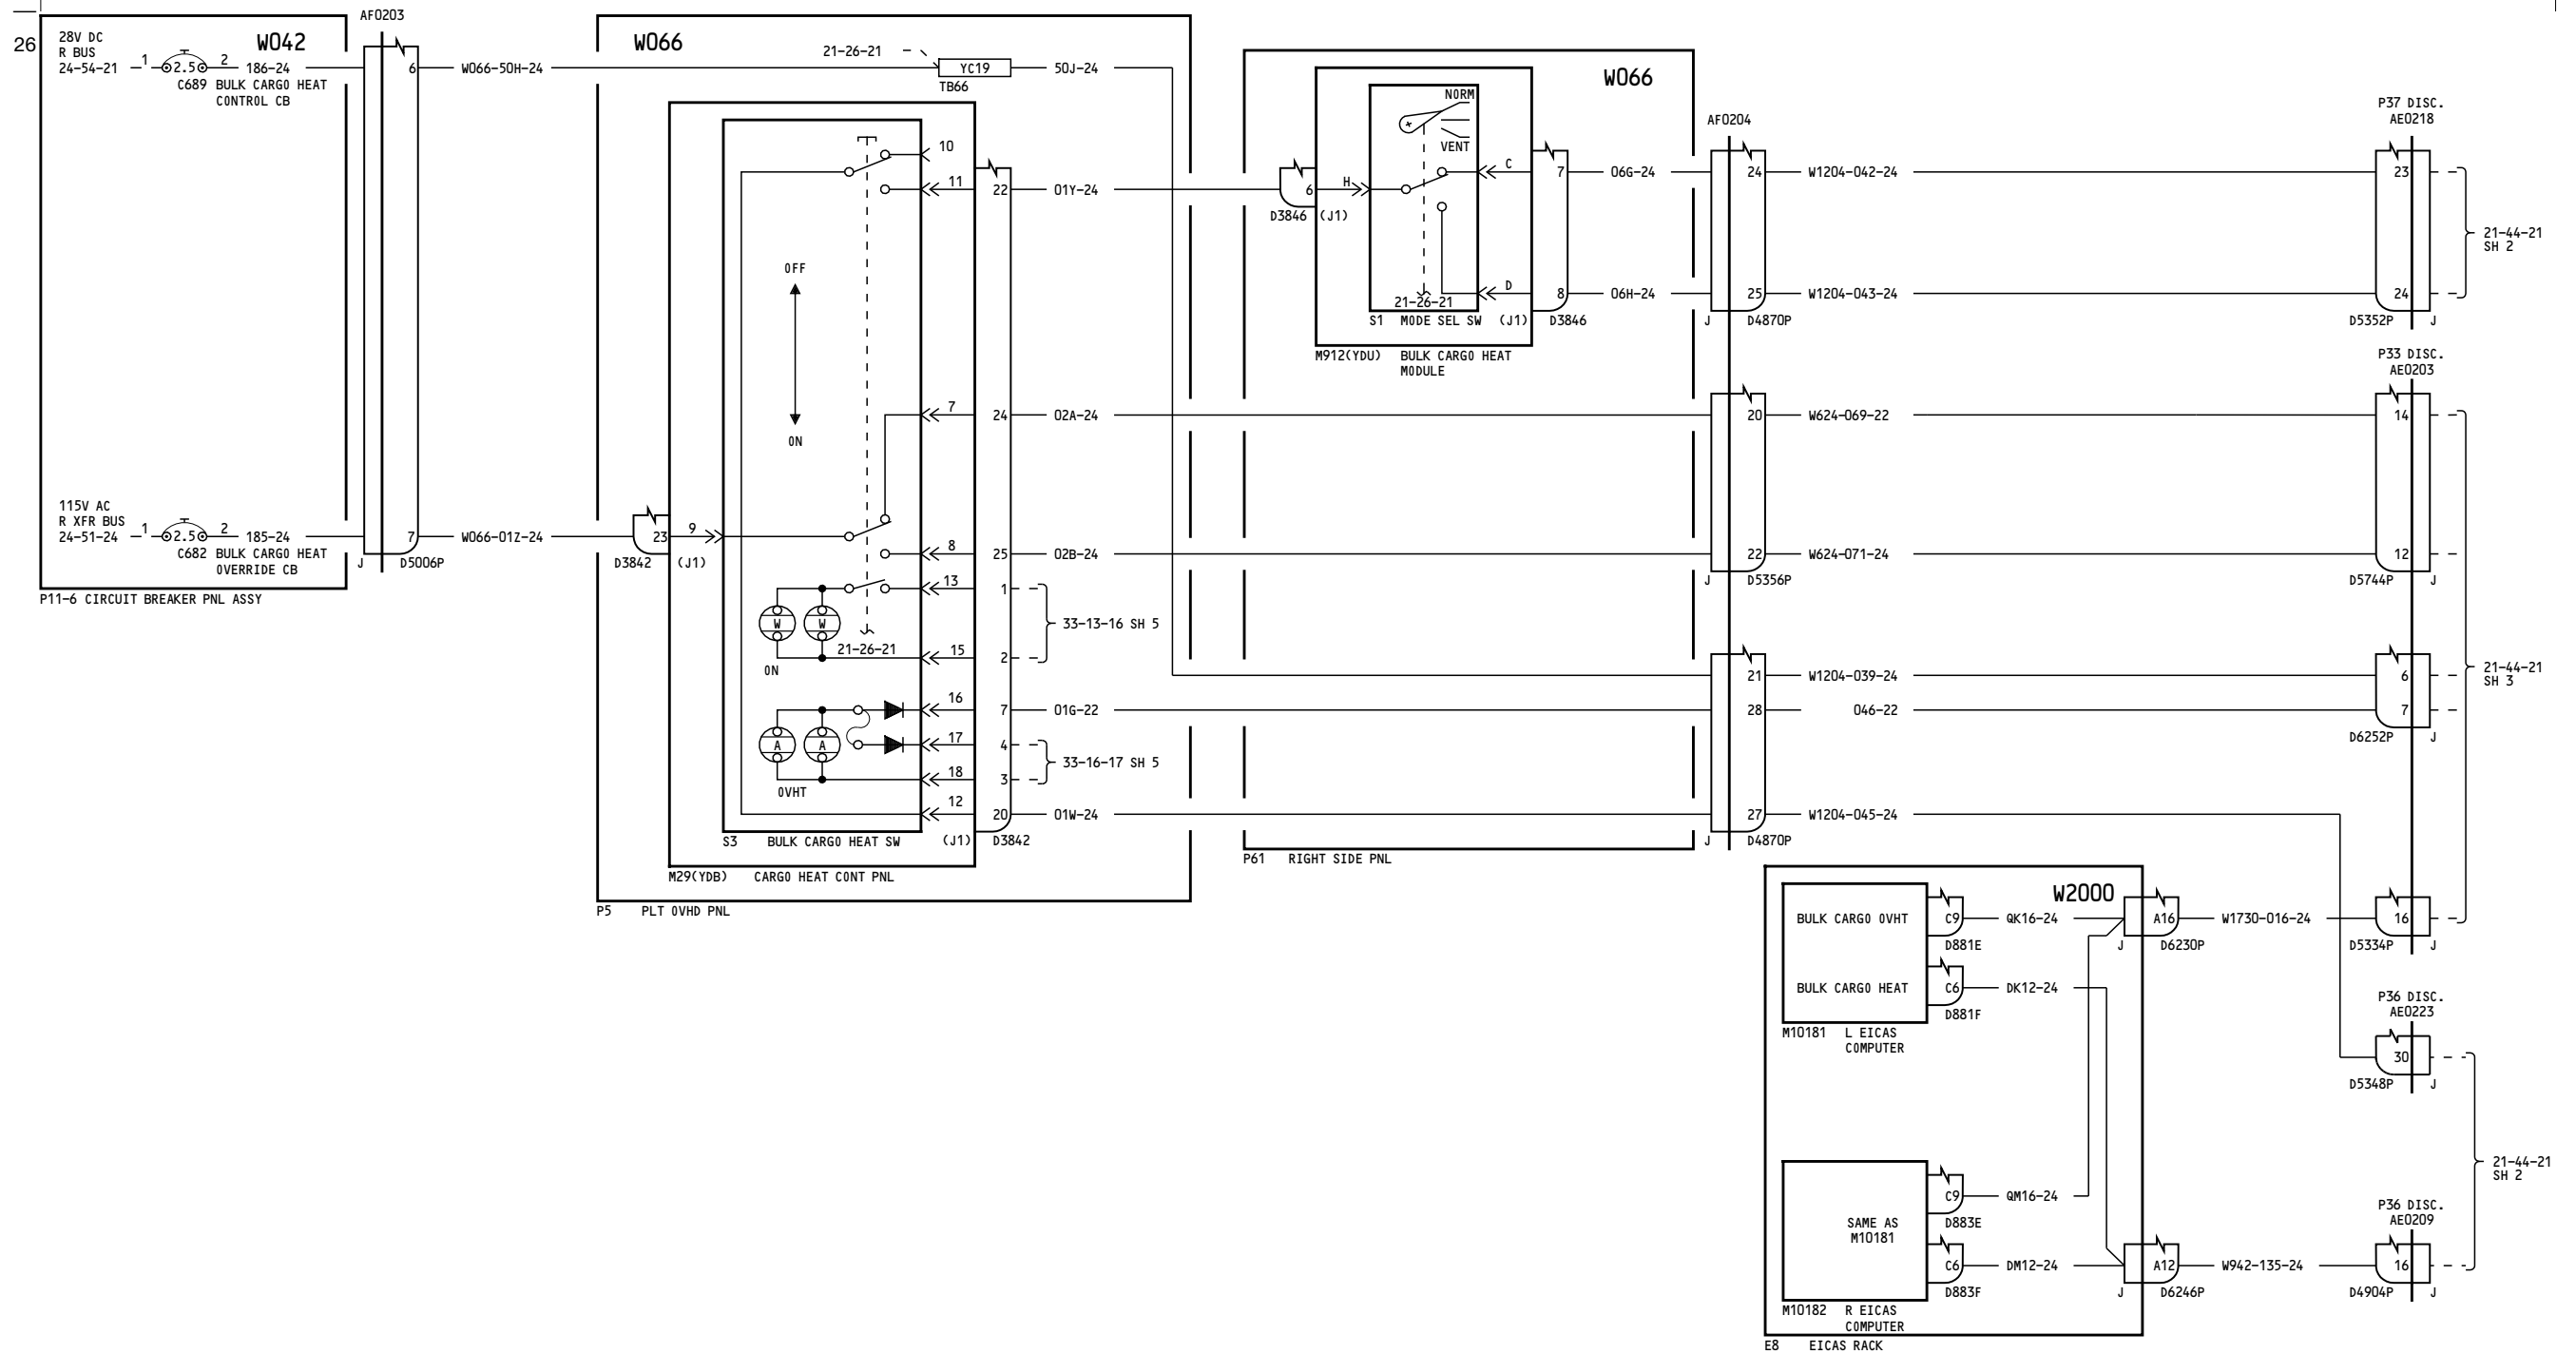 26
28V DC
R BUS
24-54-21
1
2.5
2
186-24
W042
C689 BULK CARGO HEAT
CONTROL CB
115V AC
R XFR BUS
24-51-24
1
2.5
2
185-24
C682 BULK CARGO HEAT
OVERRIDE CB
P11-6 CIRCUIT BREAKER PNL ASSY
AF0203
6
7
J
D5006P
W066-50H-24
W066-01Z-24
W066
21-26-21
YC19
TB66
50J-24
OFF
ON
10
11
22
01Y-24
7
24
02A-24
D3842
23
(J1)
9
8
25
02B-24
13
1
W
W
33-13-16 SH 5
21-26-21
15
2
ON
16
7
01G-22
A
A
17
4
33-16-17 SH 5
18
3
OVHT
12
20
01W-24
S3 BULK CARGO HEAT SW
(J1)
D3842
M29(YDB) CARGO HEAT CONT PNL
P5 PLT OVHD PNL
W066
NORM
VENT
6
H
D3846
(J1)
C
7
06G-24
D
8
06H-24
21-26-21
S1 MODE SEL SW
(J1)
D3846
M912(YDU) BULK CARGO HEAT
MODULE
P61 RIGHT SIDE PNL
AF0204
24
W1204-042-24
25
W1204-043-24
J
D4870P
20
W624-069-22
22
W624-071-24
J
D5356P
21
W1204-039-24
28
046-22
27
W1204-045-24
J
D4870P
P37 DISC.
AE0218
23
24
D5352P
J
21-44-21
SH 2
P33 DISC.
AE0203
14
12
D5744P
J
6
7
D6252P
J
21-44-21
SH 3
16
D5334P
J
W2000
BULK CARGO OVHT
C9
QK16-24
D881E
BULK CARGO HEAT
C6
DK12-24
D881F
M10181 L EICAS
COMPUTER
A16
J
D6230P
W1730-016-24
P36 DISC.
AE0223
30
D5348P
J
C9
QM16-24
D883E
SAME AS
M10181
C6
DM12-24
D883F
M10182 R EICAS
COMPUTER
E8 EICAS RACK
A12
J
D6246P
W942-135-24
P36 DISC.
AE0209
16
D4904P
J
21-44-21
SH 2